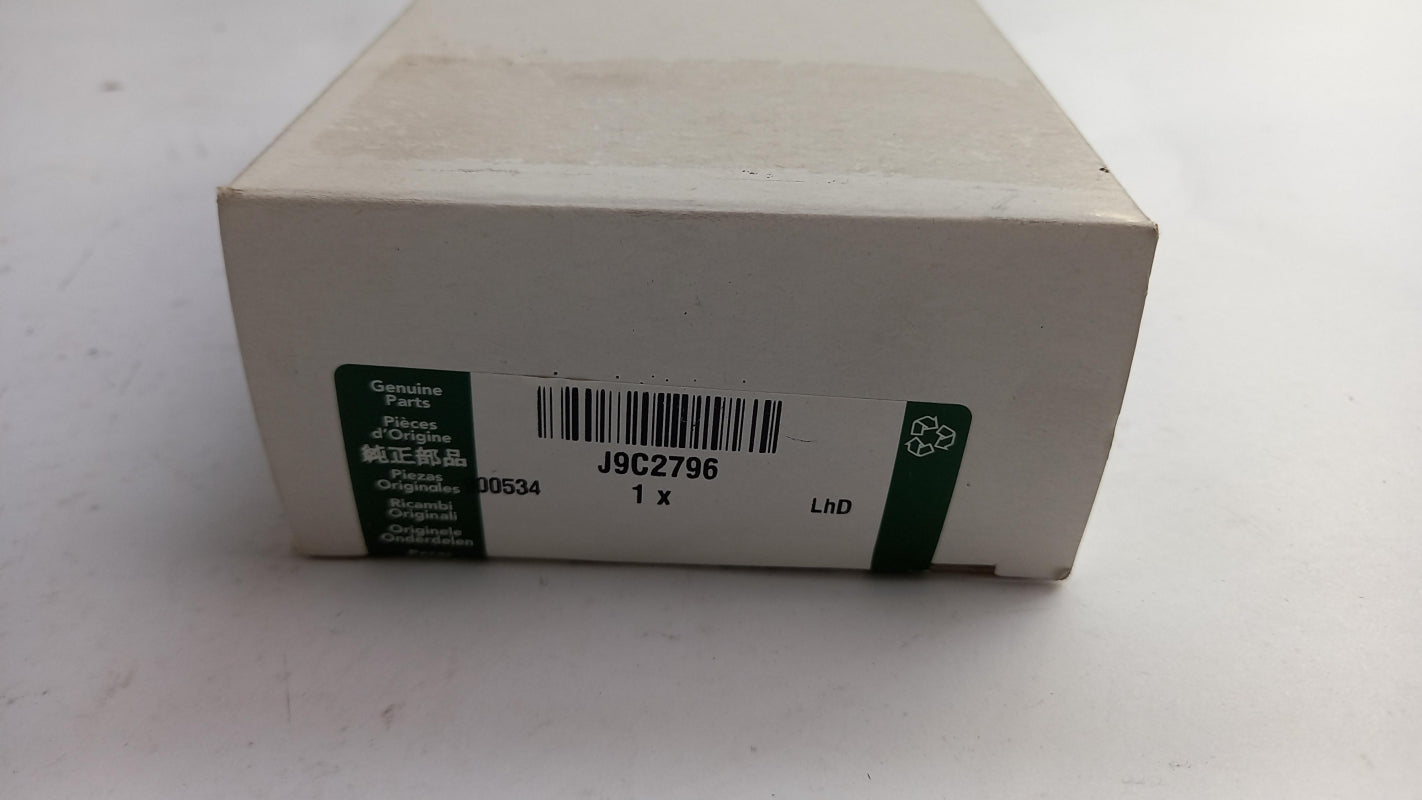 Genuine
Parts
Pièces
d'Origine
純正部品
Piezas
Originales
Ricambi
Originali
Originele
Onderdelen
00534
J9C2796
1 x
LhD